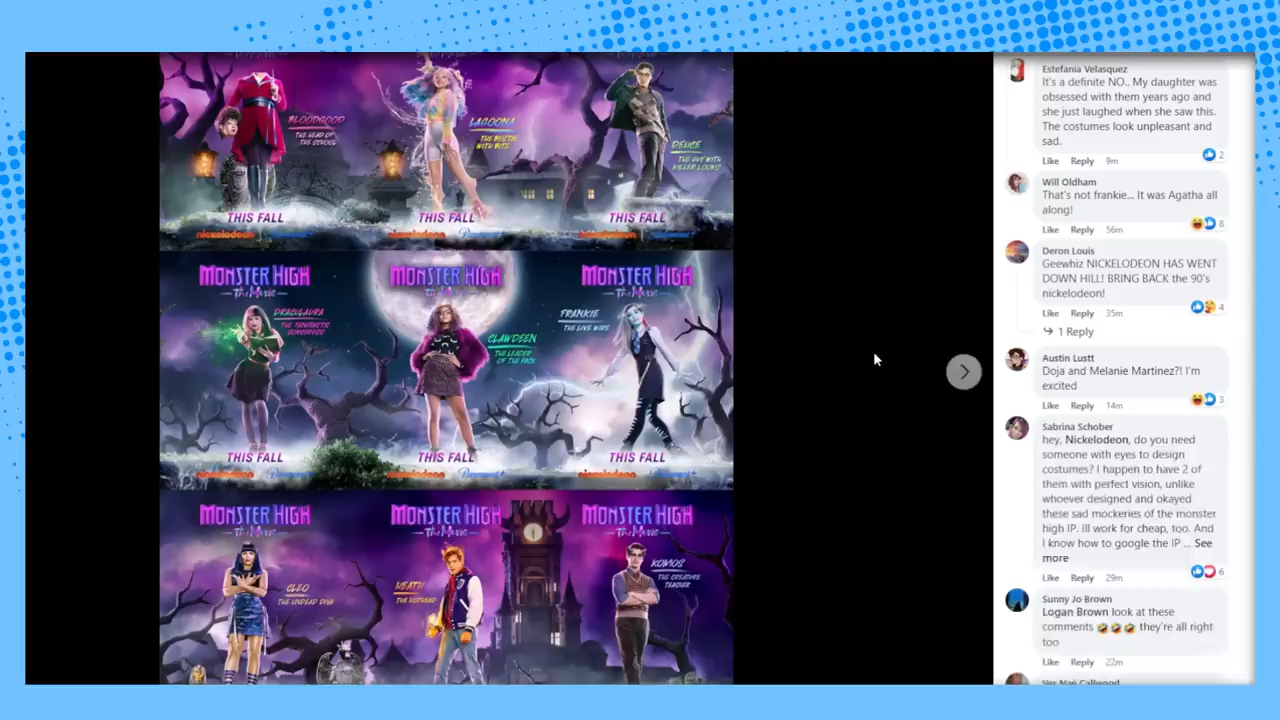 BLOODGOOD
THE HEAD OF
THE SCHOOL
LAGOONA
THE BESTIE
WITH BITE
DEUCE
THE GUY WITH
KILLER LOOKS
THIS FALL
THIS FALL
THIS FALL
nickelodeon
Paramount+
nickelodeon
Paramount+
nickelodeon
Paramount+
MONSTER HIGH
The Movie
MONSTER HIGH
The Movie
MONSTER HIGH
The Movie
DRACULAURA
THE FANGTASTIC
SORCERESS
CLAWDEEN
THE LEADER
OF THE PACK
FRANKIE
THE LIVE WIRE
THIS FALL
THIS FALL
THIS FALL
nickelodeon
Paramount+
nickelodeon
Paramount+
nickelodeon
Paramount+
MONSTER HIGH
The Movie
MONSTER HIGH
The Movie
MONSTER HIGH
The Movie
CLEO
THE UNDEAD DIVA
HEATH
THE HOTHEAD
KOMOS
THE CREATURE
TEACHER
Estefania Velasquez
It's a definite NO.. My daughter was
obsessed with them years ago and
she just laughed when she saw this.
The costumes look unpleasant and
sad.
2
Like Reply 9m
Will Oldham
That's not frankie... It was Agatha all
along!
8
Like Reply 56m
Deron Louis
Geewhiz NICKELODEON HAS WENT
DOWN HILL! BRING BACK the 90's
nickelodeon!
4
Like Reply 35m
1 Reply
Austin Lustt
Doja and Melanie Martinez?! I'm
excited
3
Like Reply 14m
Sabrina Schober
hey, Nickelodeon, do you need
someone with eyes to design
costumes? I happen to have 2 of
them with perfect vision, unlike
whoever designed and okayed
these sad mockeries of the monster
high IP. Ill work for cheap, too. And
I know how to google the IP ... See
more
6
Like Reply 29m
Sunny Jo Brown
Logan Brown look at these
comments 🤣🤣🤣 they're all right
too
Like Reply 22m